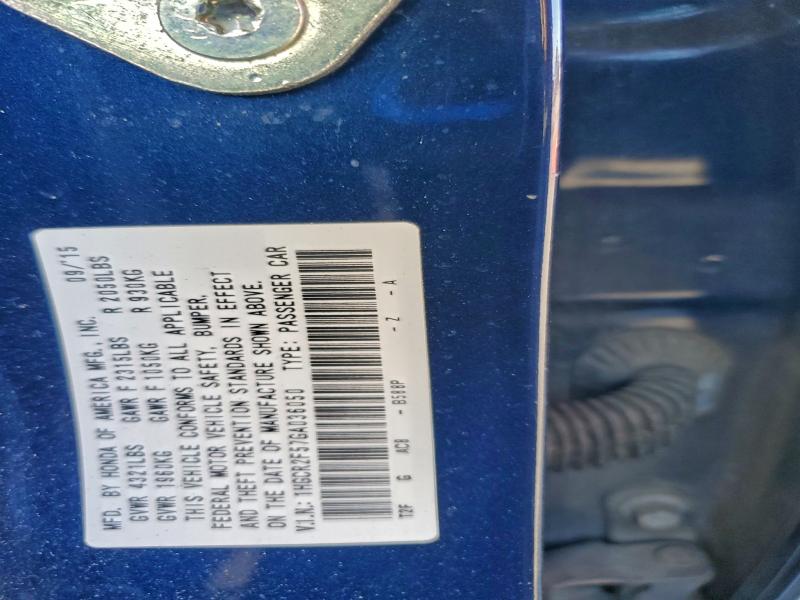 MFD. BY HONDA OF AMERICA MFG., INC. 09/15
GVWR 4321LBS GAWR F 2315LBS R 2050LBS
GVWR 1960KG GAWR F 1050KG R 930KG
THIS VEHICLE CONFORMS TO ALL APPLICABLE
FEDERAL MOTOR VEHICLE SAFETY, BUMPER,
AND THEFT PREVENTION STANDARDS IN EFFECT
ON THE DATE OF MANUFACTURE SHOWN ABOVE.
V.I.N.: 1HGCR2F57GA036050 TYPE: PASSENGER CAR
T2F G AC8 - B588P - Z - A